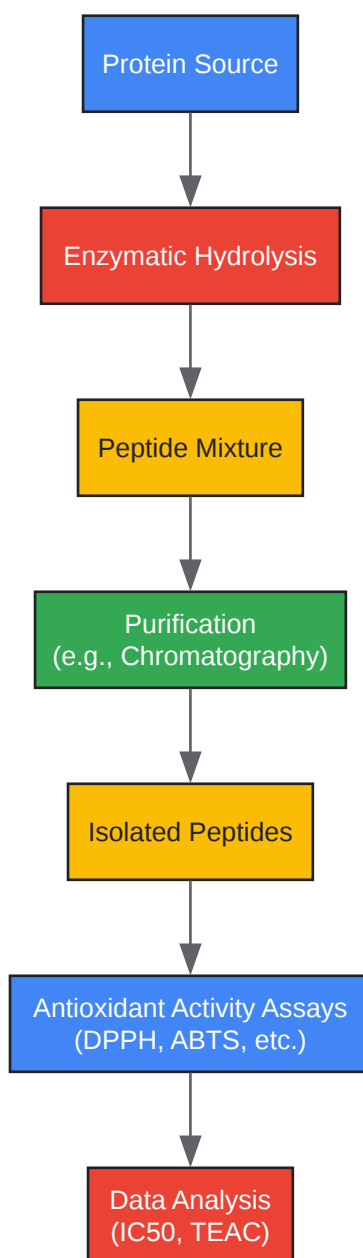 Protein Source
Enzymatic Hydrolysis
Peptide Mixture
Purification
(e.g., Chromatography)
Isolated Peptides
Antioxidant Activity Assays
(DPPH, ABTS, etc.)
Data Analysis
(IC50, TEAC)